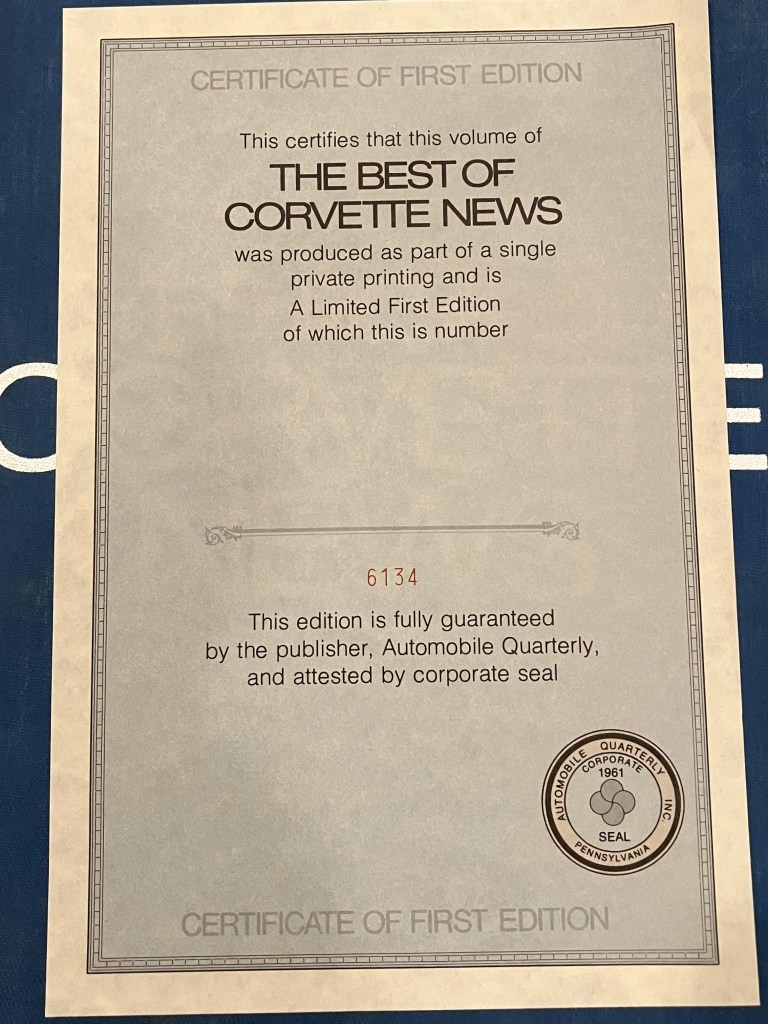 CERTIFICATE OF FIRST EDITION
This certifies that this volume of
THE BEST OF
CORVETTE NEWS
was produced as part of a single
private printing and is
A Limited First Edition
of which this is number
6134
This edition is fully guaranteed
by the publisher, Automobile Quarterly,
and attested by corporate seal
AUTOMOBILE QUARTERLY INC.
CORPORATE
1961
SEAL
PENNSYLVANIA
CERTIFICATE OF FIRST EDITION